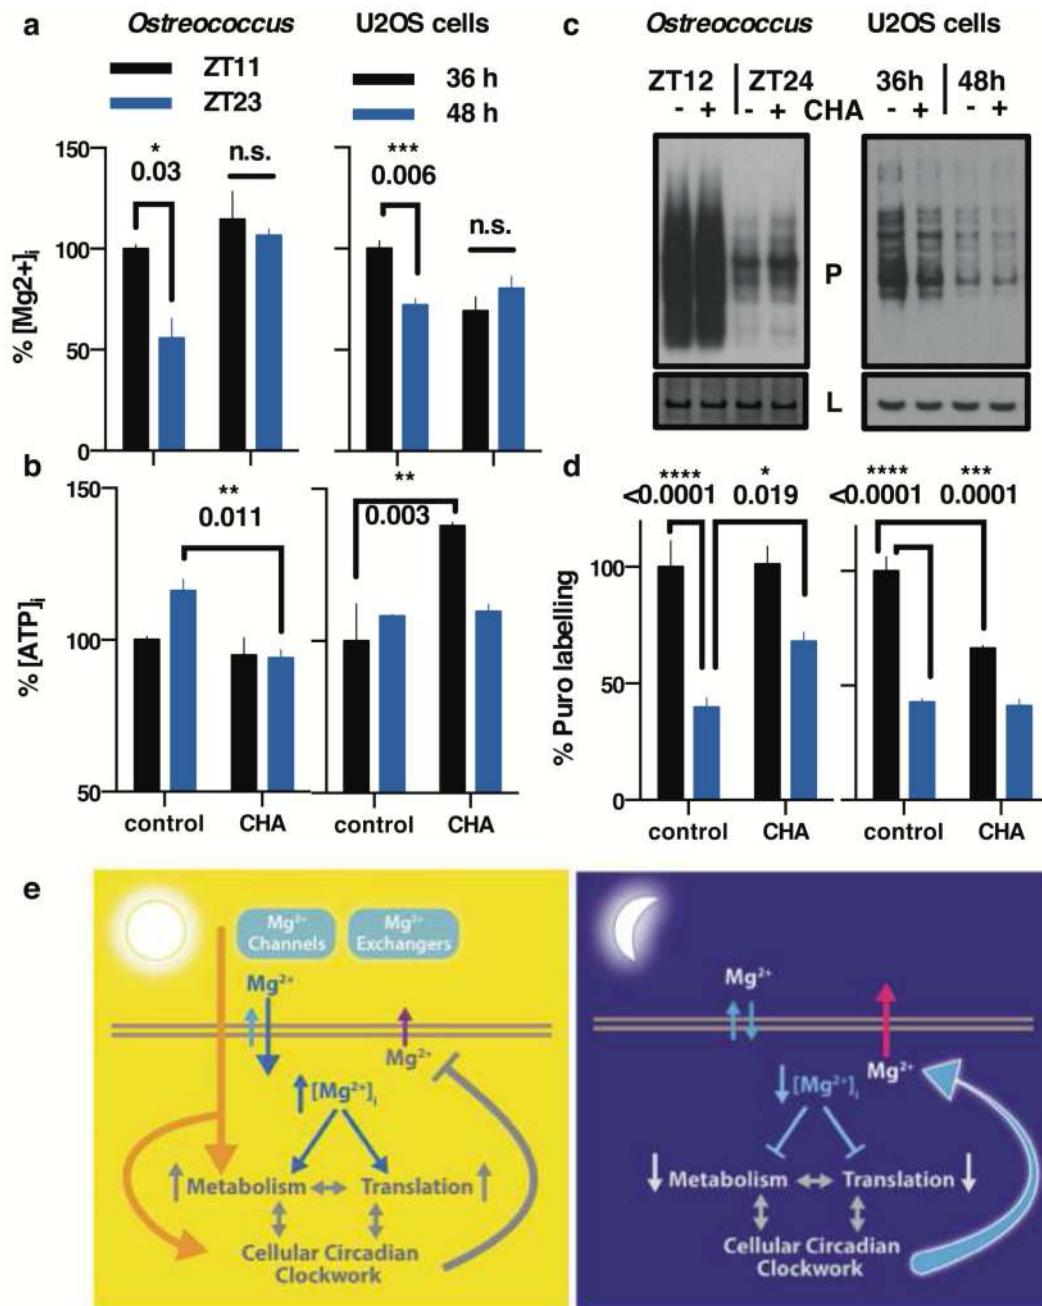 a
Ostreococcus
ZT11
ZT23
U2OS cells
36 h
48 h
% [Mg2+]i
150
100
50
0
*
0.03
n.s.
***
0.006
n.s.
b
% [ATP]i
150
100
50
**
0.011
**
0.003
control
CHA
control
CHA
c
Ostreococcus
U2OS cells
ZT12
ZT24
36h
48h
- + - + CHA - + - +
P
L
d
% Puro labelling
100
50
0
****
<0.0001
*
0.019
****
<0.0001
***
0.0001
control
CHA
control
CHA
e
Mg2+
Channels
Mg2+
Exchangers
Mg2+
Mg2+
[Mg2+]i
Metabolism
Translation
Cellular Circadian
Clockwork
Mg2+
Mg2+
[Mg2+]i
Metabolism
Translation
Cellular Circadian
Clockwork